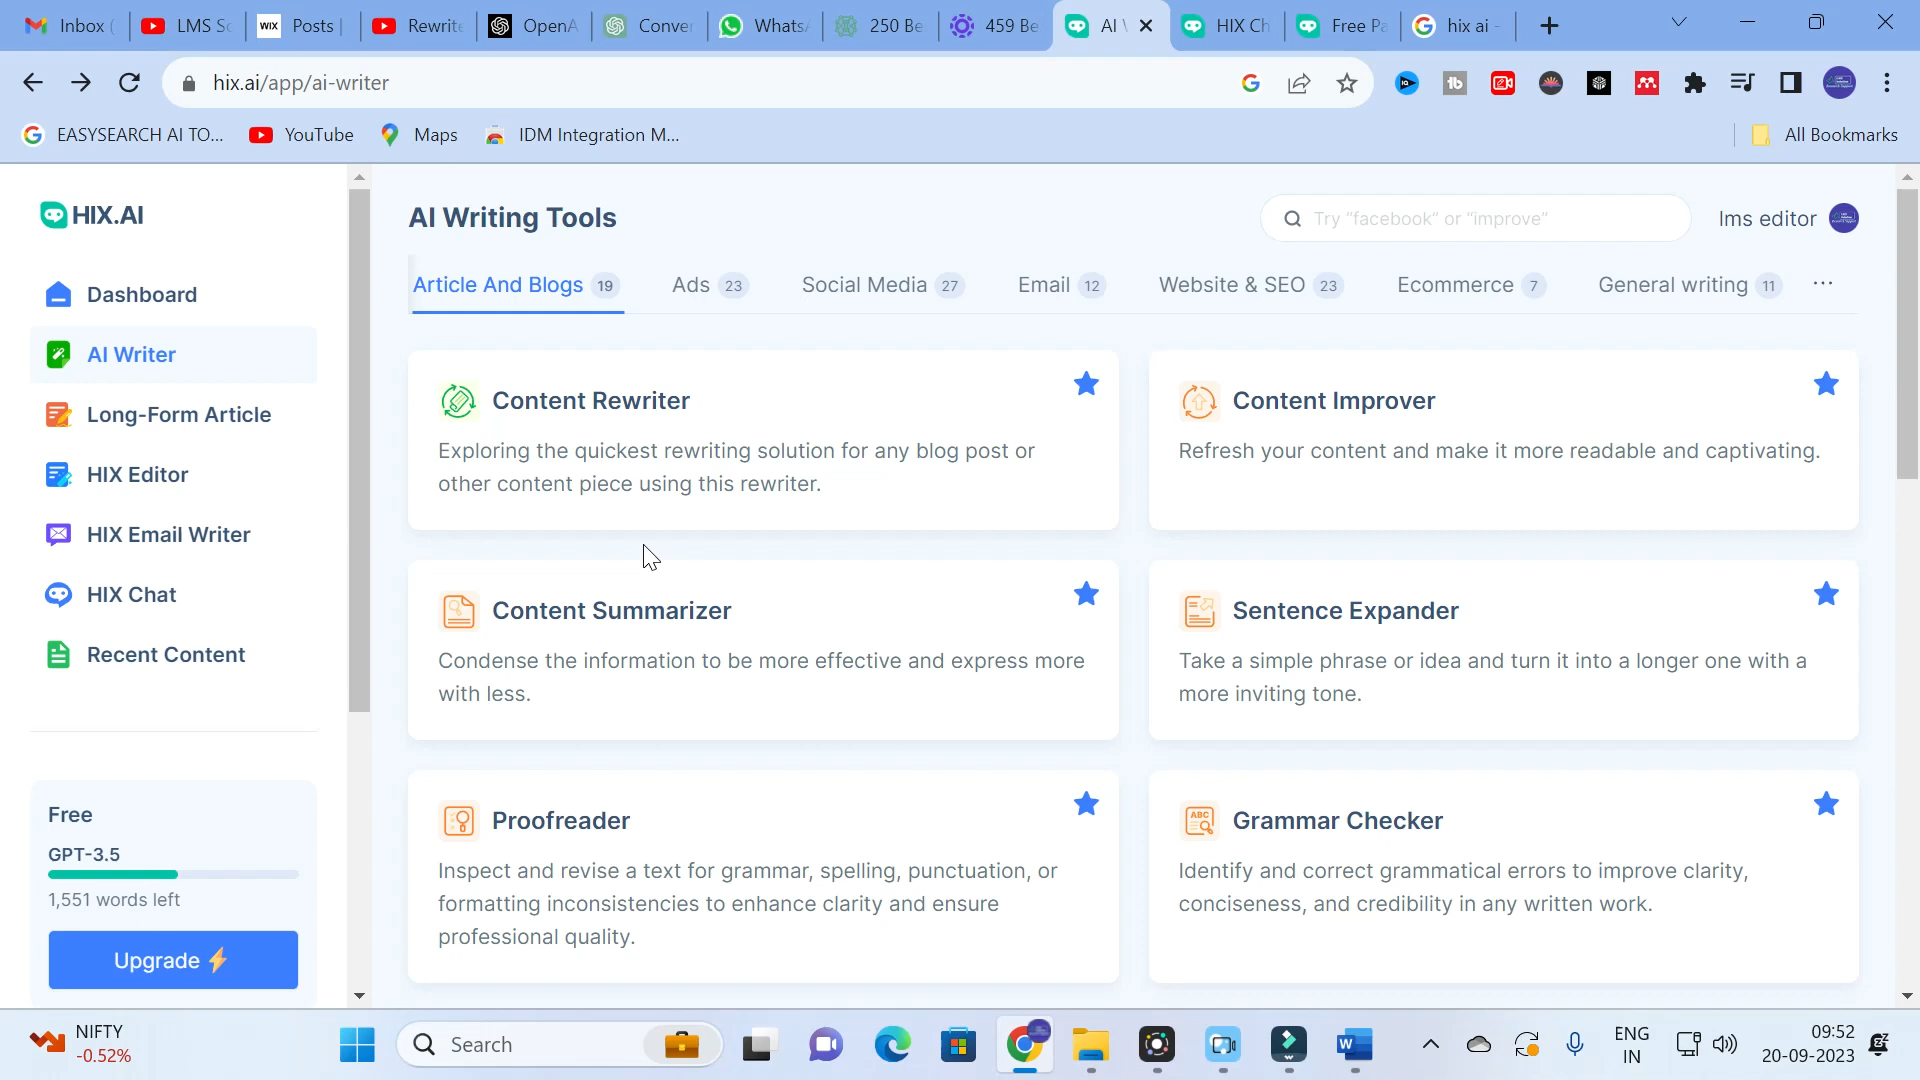 Inbox (
LMS Sc
WIX Posts |
Rewrite
OpenA
Conver
Whats
250 Be
459 Be
AI
HIX Ch
Free Pa
hix ai -
hix.ai/app/ai-writer
EASYSEARCH AI TO...
YouTube
Maps
IDM Integration M...
All Bookmarks
HIX.AI
Dashboard
AI Writer
Long-Form Article
HIX Editor
HIX Email Writer
HIX Chat
Recent Content
Free
GPT-3.5
1,551 words left
Upgrade
AI Writing Tools
Try “facebook” or “improve”
lms editor
Article And Blogs 19
Ads 23
Social Media 27
Email 12
Website & SEO 23
Ecommerce 7
General writing 11
Content Rewriter
Exploring the quickest rewriting solution for any blog post or
other content piece using this rewriter.
Content Improver
Refresh your content and make it more readable and captivating.
Content Summarizer
Condense the information to be more effective and express more
with less.
Sentence Expander
Take a simple phrase or idea and turn it into a longer one with a
more inviting tone.
Proofreader
Inspect and revise a text for grammar, spelling, punctuation, or
formatting inconsistencies to enhance clarity and ensure
professional quality.
ABC
Grammar Checker
Identify and correct grammatical errors to improve clarity,
conciseness, and credibility in any written work.
NIFTY
-0.52%
Search
ENG
IN
09:52
20-09-2023